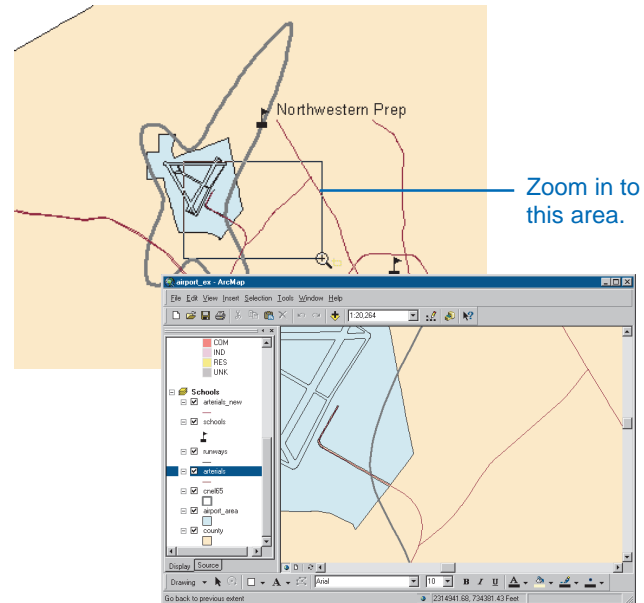 Northwestern Prep
Zoom in to
this area.
airport_ex - ArcMap
File Edit View Insert Selection Tools Window Help
1:20,264
COM
IND
RES
UNK
Schools
arterials_new
schools
runways
arterials
cnel65
airport_area
county
Display Source
Drawing A Arial 10 B I U A
Go back to previous extent 2314941.68, 734381.43 Feet